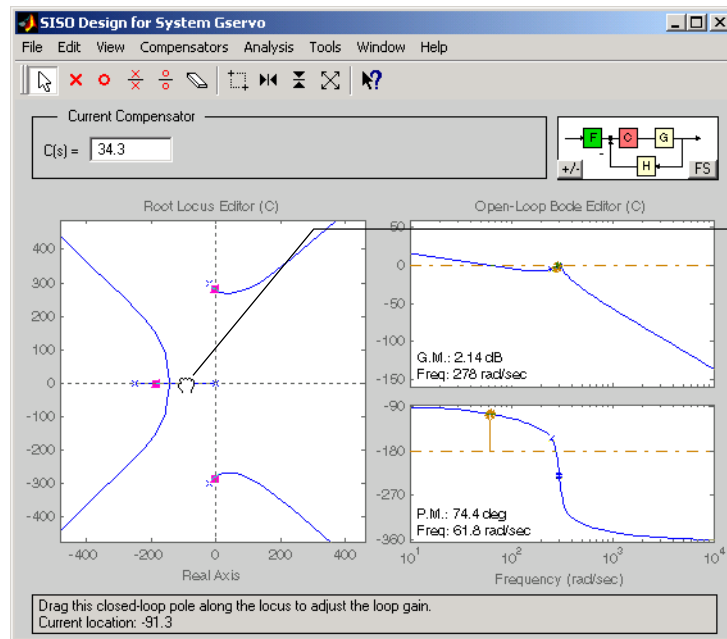 SISO Design for System Gservo
File Edit View Compensators Analysis Tools Window Help
Current Compensator
C(s) = 34.3
F C G
H
+/- FS
Root Locus Editor (C)
400
300
200
100
0
-100
-200
-300
-400
-400 -200 0 200 400
Real Axis
Open-Loop Bode Editor (C)
50
0
-50
-100
-150
G.M.: 2.14 dB
Freq: 278 rad/sec
-90
-180
-270
-360
P.M.: 74.4 deg
Freq: 61.8 rad/sec
10^1 10^2 10^3 10^4
Frequency (rad/sec)
Drag this closed-loop pole along the locus to adjust the loop gain.
Current location: -91.3